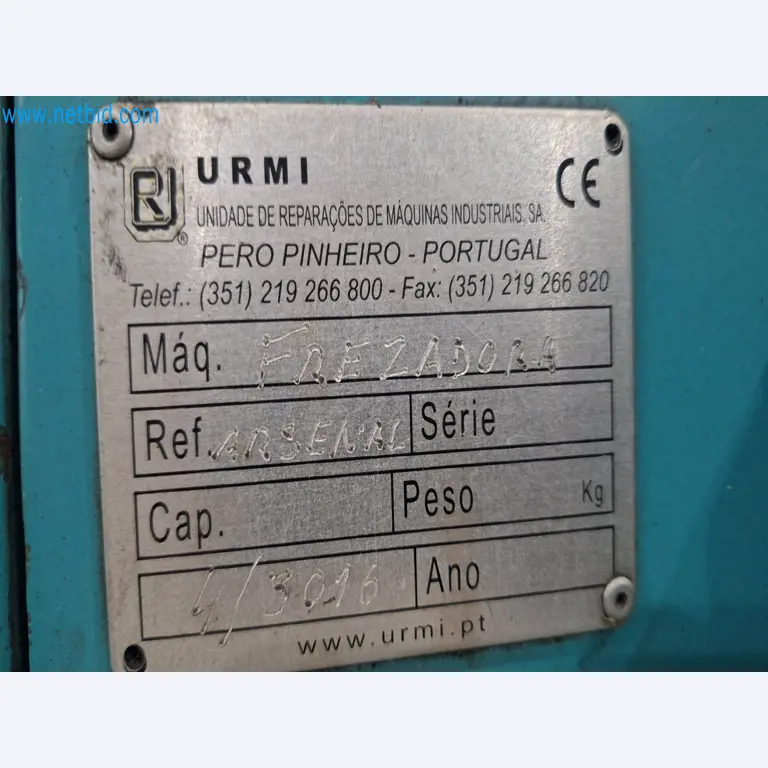 www.netbid.com
RJ
®
URMI
CE
UNIDADE DE REPARAÇÕES DE MÁQUINAS INDUSTRIAIS, SA
PERO PINHEIRO - PORTUGAL
Telef.: (351) 219 266 800 - Fax: (351) 219 266 820
Máq. FREZADORA
Ref. ARSENAL Série
Cap. Peso Kg
4/3016 Ano
www.urmi.pt